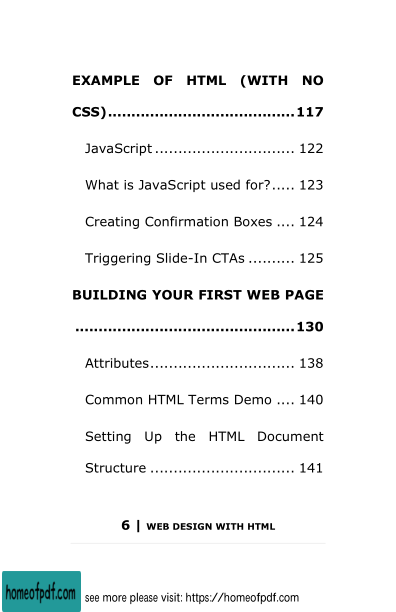 EXAMPLE OF HTML (WITH NO
CSS)........................................117
JavaScript.............................. 122
What is JavaScript used for?..... 123
Creating Confirmation Boxes .... 124
Triggering Slide-In CTAs .......... 125
BUILDING YOUR FIRST WEB PAGE
...............................................130
Attributes............................... 138
Common HTML Terms Demo .... 140
Setting Up the HTML Document
Structure ............................... 141
6 | WEB DESIGN WITH HTML
homeofpdf.com see more please visit: https://homeofpdf.com